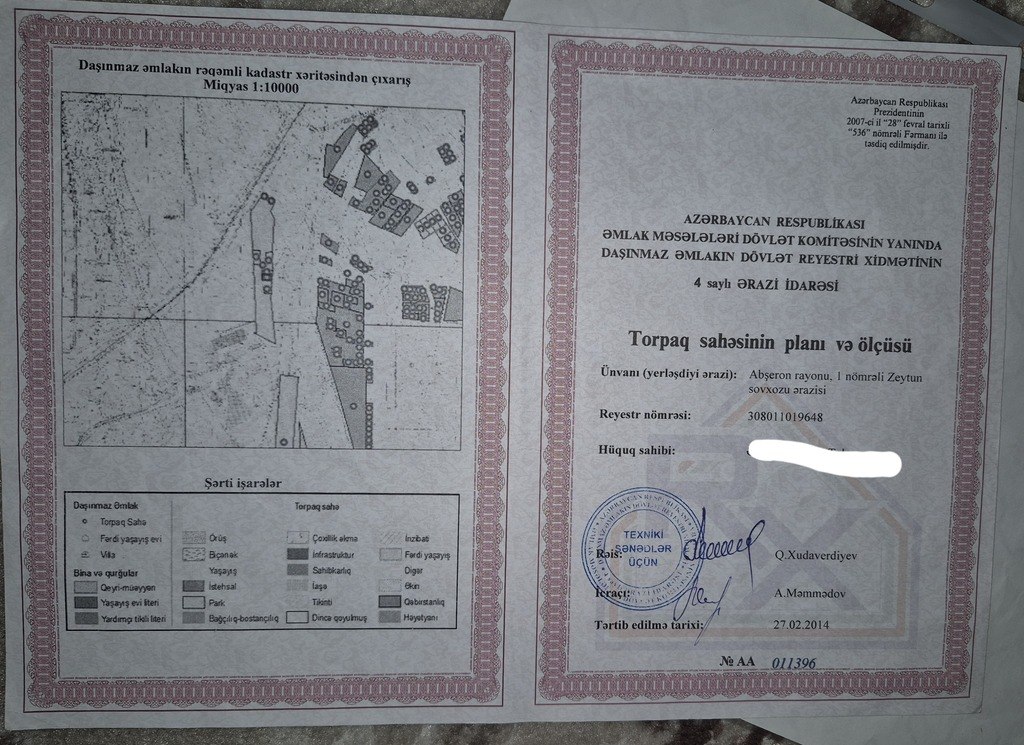 Daşınmaz əmlakın rəqəmli kadastr xəritəsindən çıxarış
Miqyas 1:10000
Şərti işarələr
Daşınmaz Əmlak
Torpaq Sahə
Fərdi yaşayış evi
Villa
Bina və qurğular
Qeyri-müəyyən
Yaşayış evi literi
Yardımçı tikili literi
Torpaq sahə
Örüş
Biçənək
Yaşayış
İstehsal
Park
Bağçılıq-bostançılıq
Çoxillik əkmə
İnfrastruktur
Sahibkarlıq
İaşə
Tikinti
Dincə qoyulmuş
İnzibati
Fərdi yaşayış
Digər
Əkin
Qəbirstanlıq
Həyətyanı
Azərbaycan Respublikası
Prezidentinin
2007-ci il “28” fevral tarixli
“536” nömrəli Fərmanı ilə
təsdiq edilmişdir.
AZƏRBAYCAN RESPUBLİKASI
ƏMLAK MƏSƏLƏLƏRİ DÖVLƏT KOMİTƏSİNİN YANINDA
DAŞINMAZ ƏMLAKIN DÖVLƏT REYESTRİ XİDMƏTİNİN
4 saylı ƏRAZİ İDARƏSİ
Torpaq sahəsinin planı və ölçüsü
Ünvanı (yerləşdiyi ərazi): Abşeron rayonu, 1 nömrəli Zeytun
sovxozu ərazisi
Reyestr nömrəsi: 308011019648
Hüquq sahibi:
TEXNİKİ
SƏNƏDLƏR
ÜÇÜN
Rəis: Q.Xudaverdiyev
İcraçı: A.Məmmədov
Tərtib edilmə tarixi: 27.02.2014
№ AA 011396